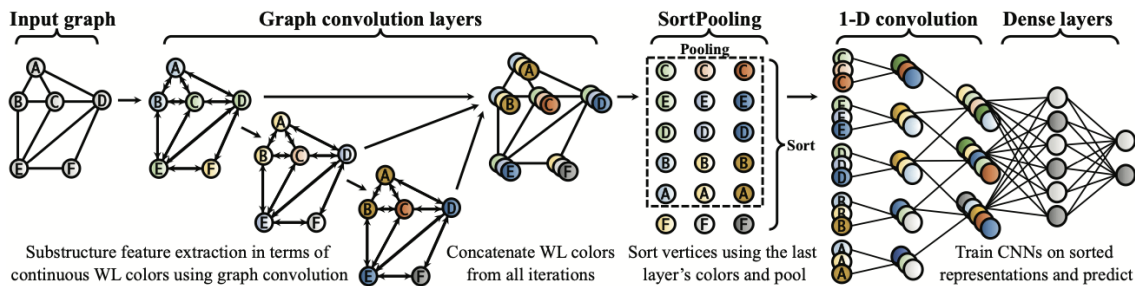 Input graph
Graph convolution layers
SortPooling
1-D convolution
Dense layers
A
B
C
D
E
F
A
B
C
D
E
F
A
B
C
D
E
F
A
B
C
D
E
F
A
B
C
D
E
F
Pooling
C C C
E E E
D D D
B B B
A A A
F F F
Sort
C
C
C
E
E
E
D
D
D
B
B
B
A
A
A
Substructure feature extraction in terms of
continuous WL colors using graph convolution
Concatenate WL colors
from all iterations
Sort vertices using the last
layer's colors and pool
Train CNNs on sorted
representations and predict